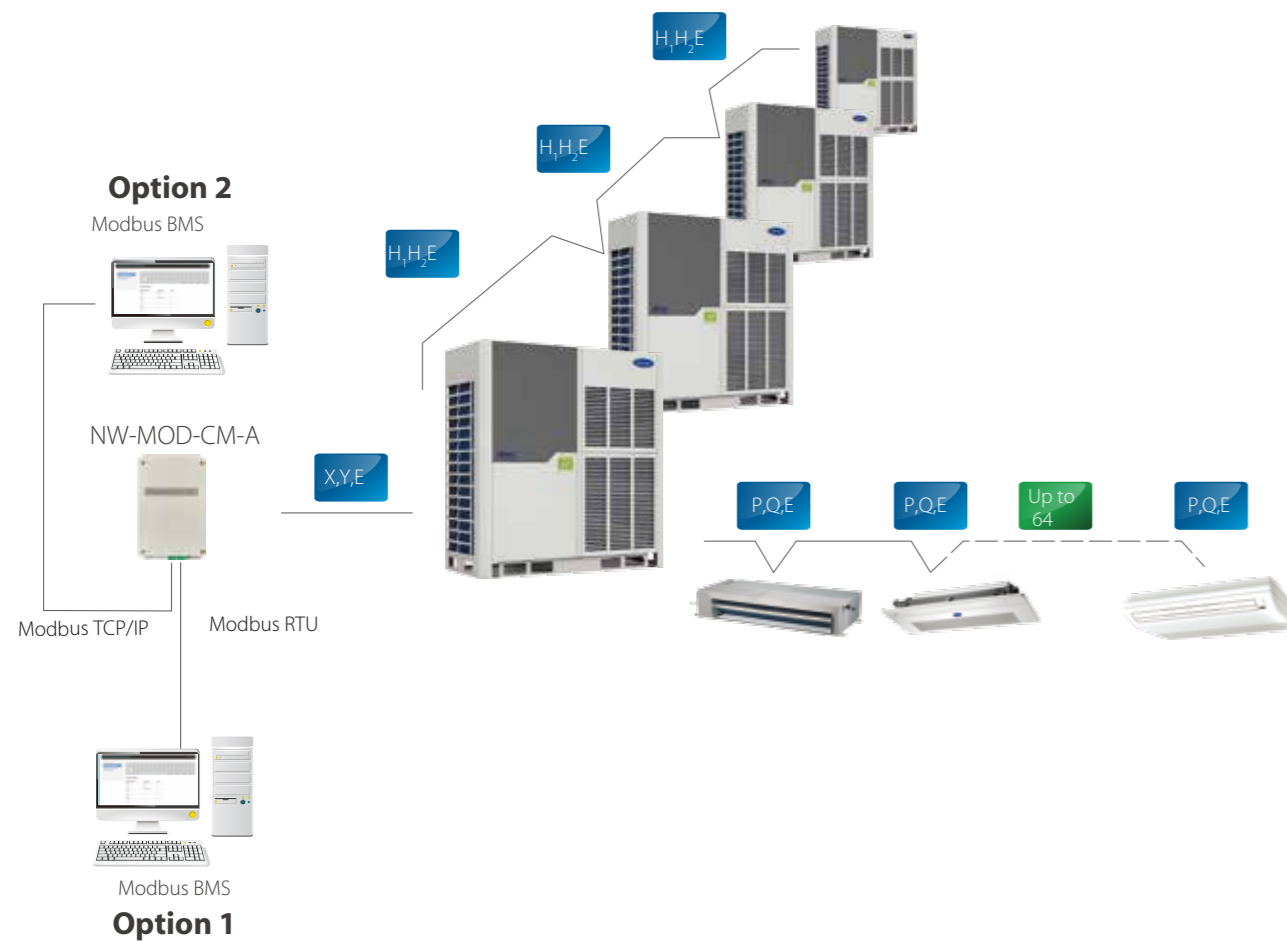 H₁H₂E
H₁H₂E
Option 2
Modbus BMS
H₁H₂E
NW-MOD-CM-A
X,Y,E
P,Q,E
P,Q,E
Up to
64
P,Q,E
Modbus TCP/IP
Modbus RTU
Modbus BMS
Option 1